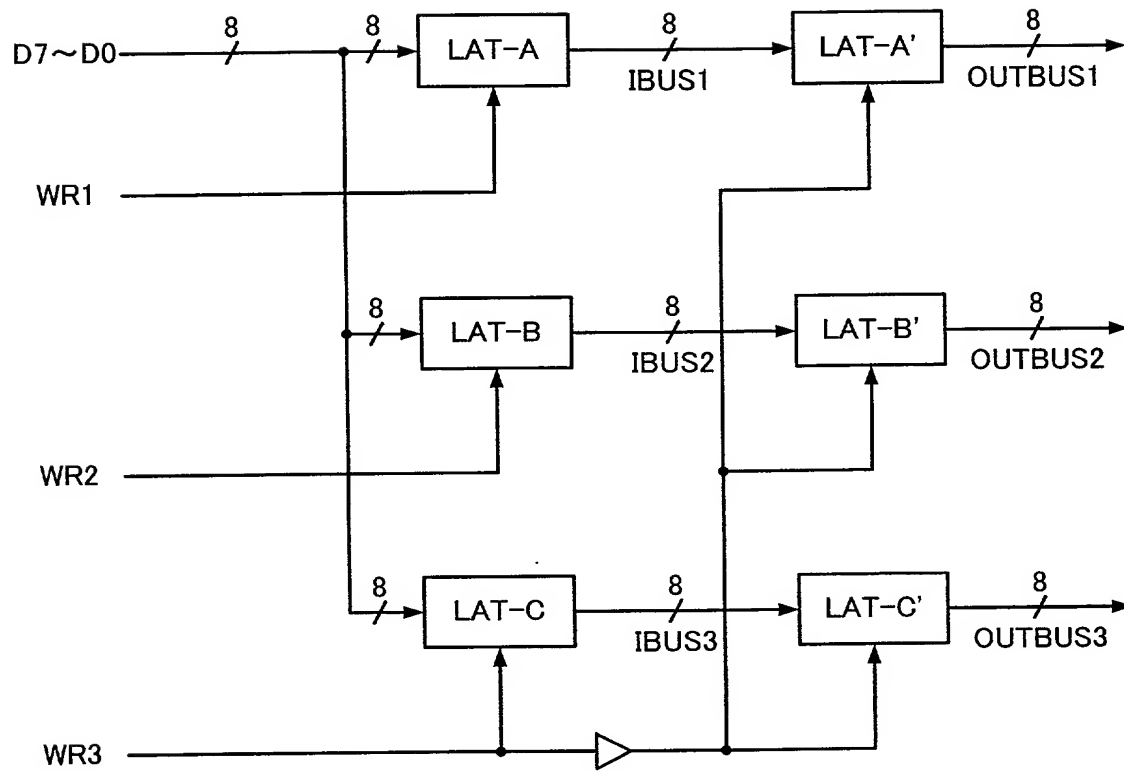 8 8 8 8
D7～D0 LAT-A LAT-A'
IBUS1 OUTBUS1
WR1
8 8 8
LAT-B LAT-B'
IBUS2 OUTBUS2
WR2
8 8 8
LAT-C LAT-C'
IBUS3 OUTBUS3
WR3